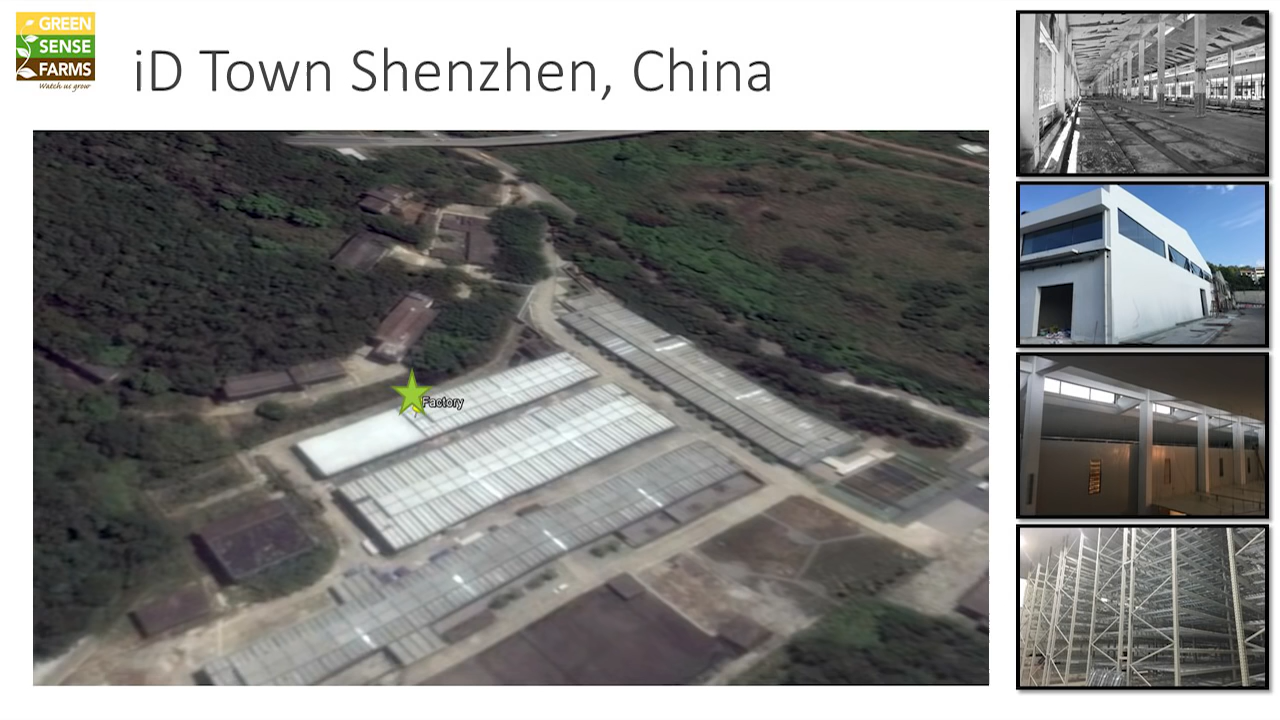 GREEN
SENSE
FARMS
Watch us grow
iD Town Shenzhen, China
Factory